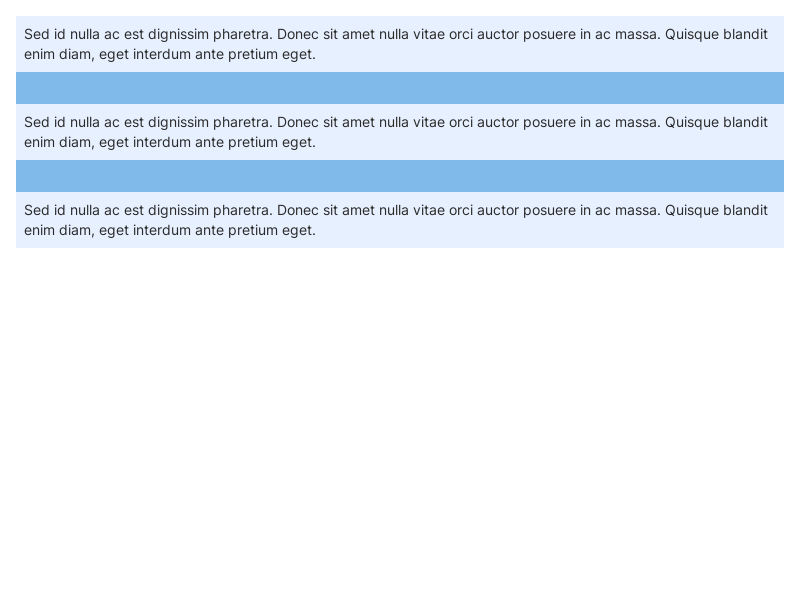 Sed id nulla ac est dignissim pharetra. Donec sit amet nulla vitae orci auctor posuere in ac massa. Quisque blandit
enim diam, eget interdum ante pretium eget.
Sed id nulla ac est dignissim pharetra. Donec sit amet nulla vitae orci auctor posuere in ac massa. Quisque blandit
enim diam, eget interdum ante pretium eget.
Sed id nulla ac est dignissim pharetra. Donec sit amet nulla vitae orci auctor posuere in ac massa. Quisque blandit
enim diam, eget interdum ante pretium eget.